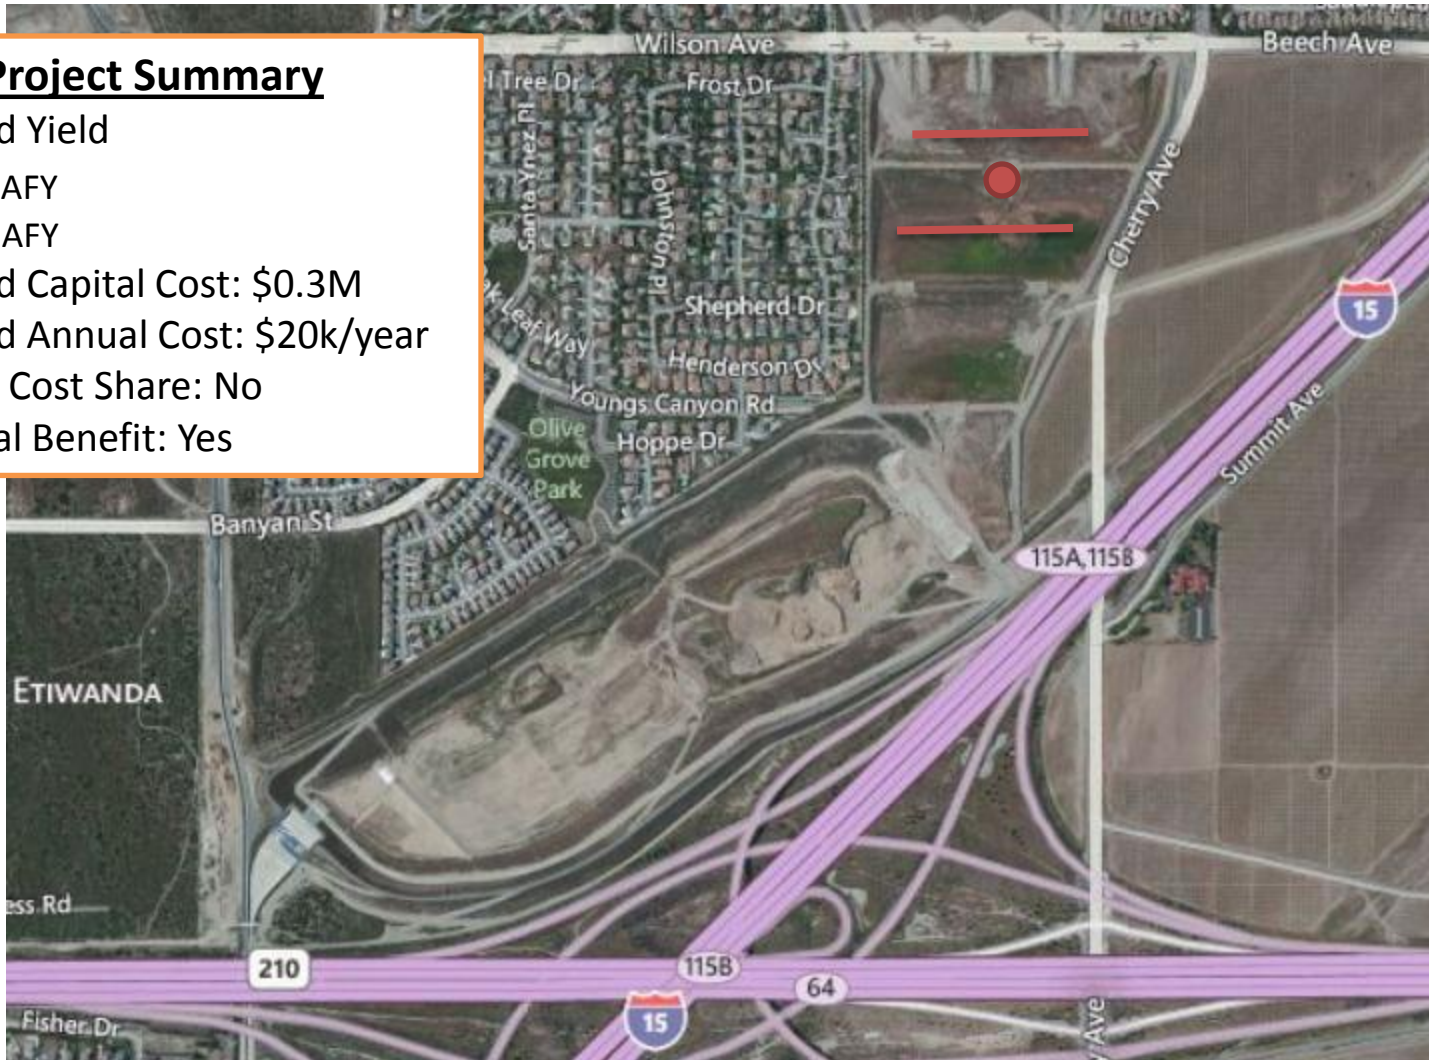 Project Summary
d Yield
AFY
AFY
d Capital Cost: $0.3M
d Annual Cost: $20k/year
Cost Share: No
al Benefit: Yes
Wilson Ave
Beech Ave
l Tree Dr
Frost Dr
Santa Ynez Pl
Johnston Pl
Cherry Ave
15
Shepherd Dr
ak Leaf Way
Henderson Dr
Youngs Canyon Rd
Summit Ave
Olive
Grove
Park
Hoppe Dr
Banyan St
115A,115B
ETIWANDA
ess Rd
210
115B
64
15
Fisher Dr
y Ave